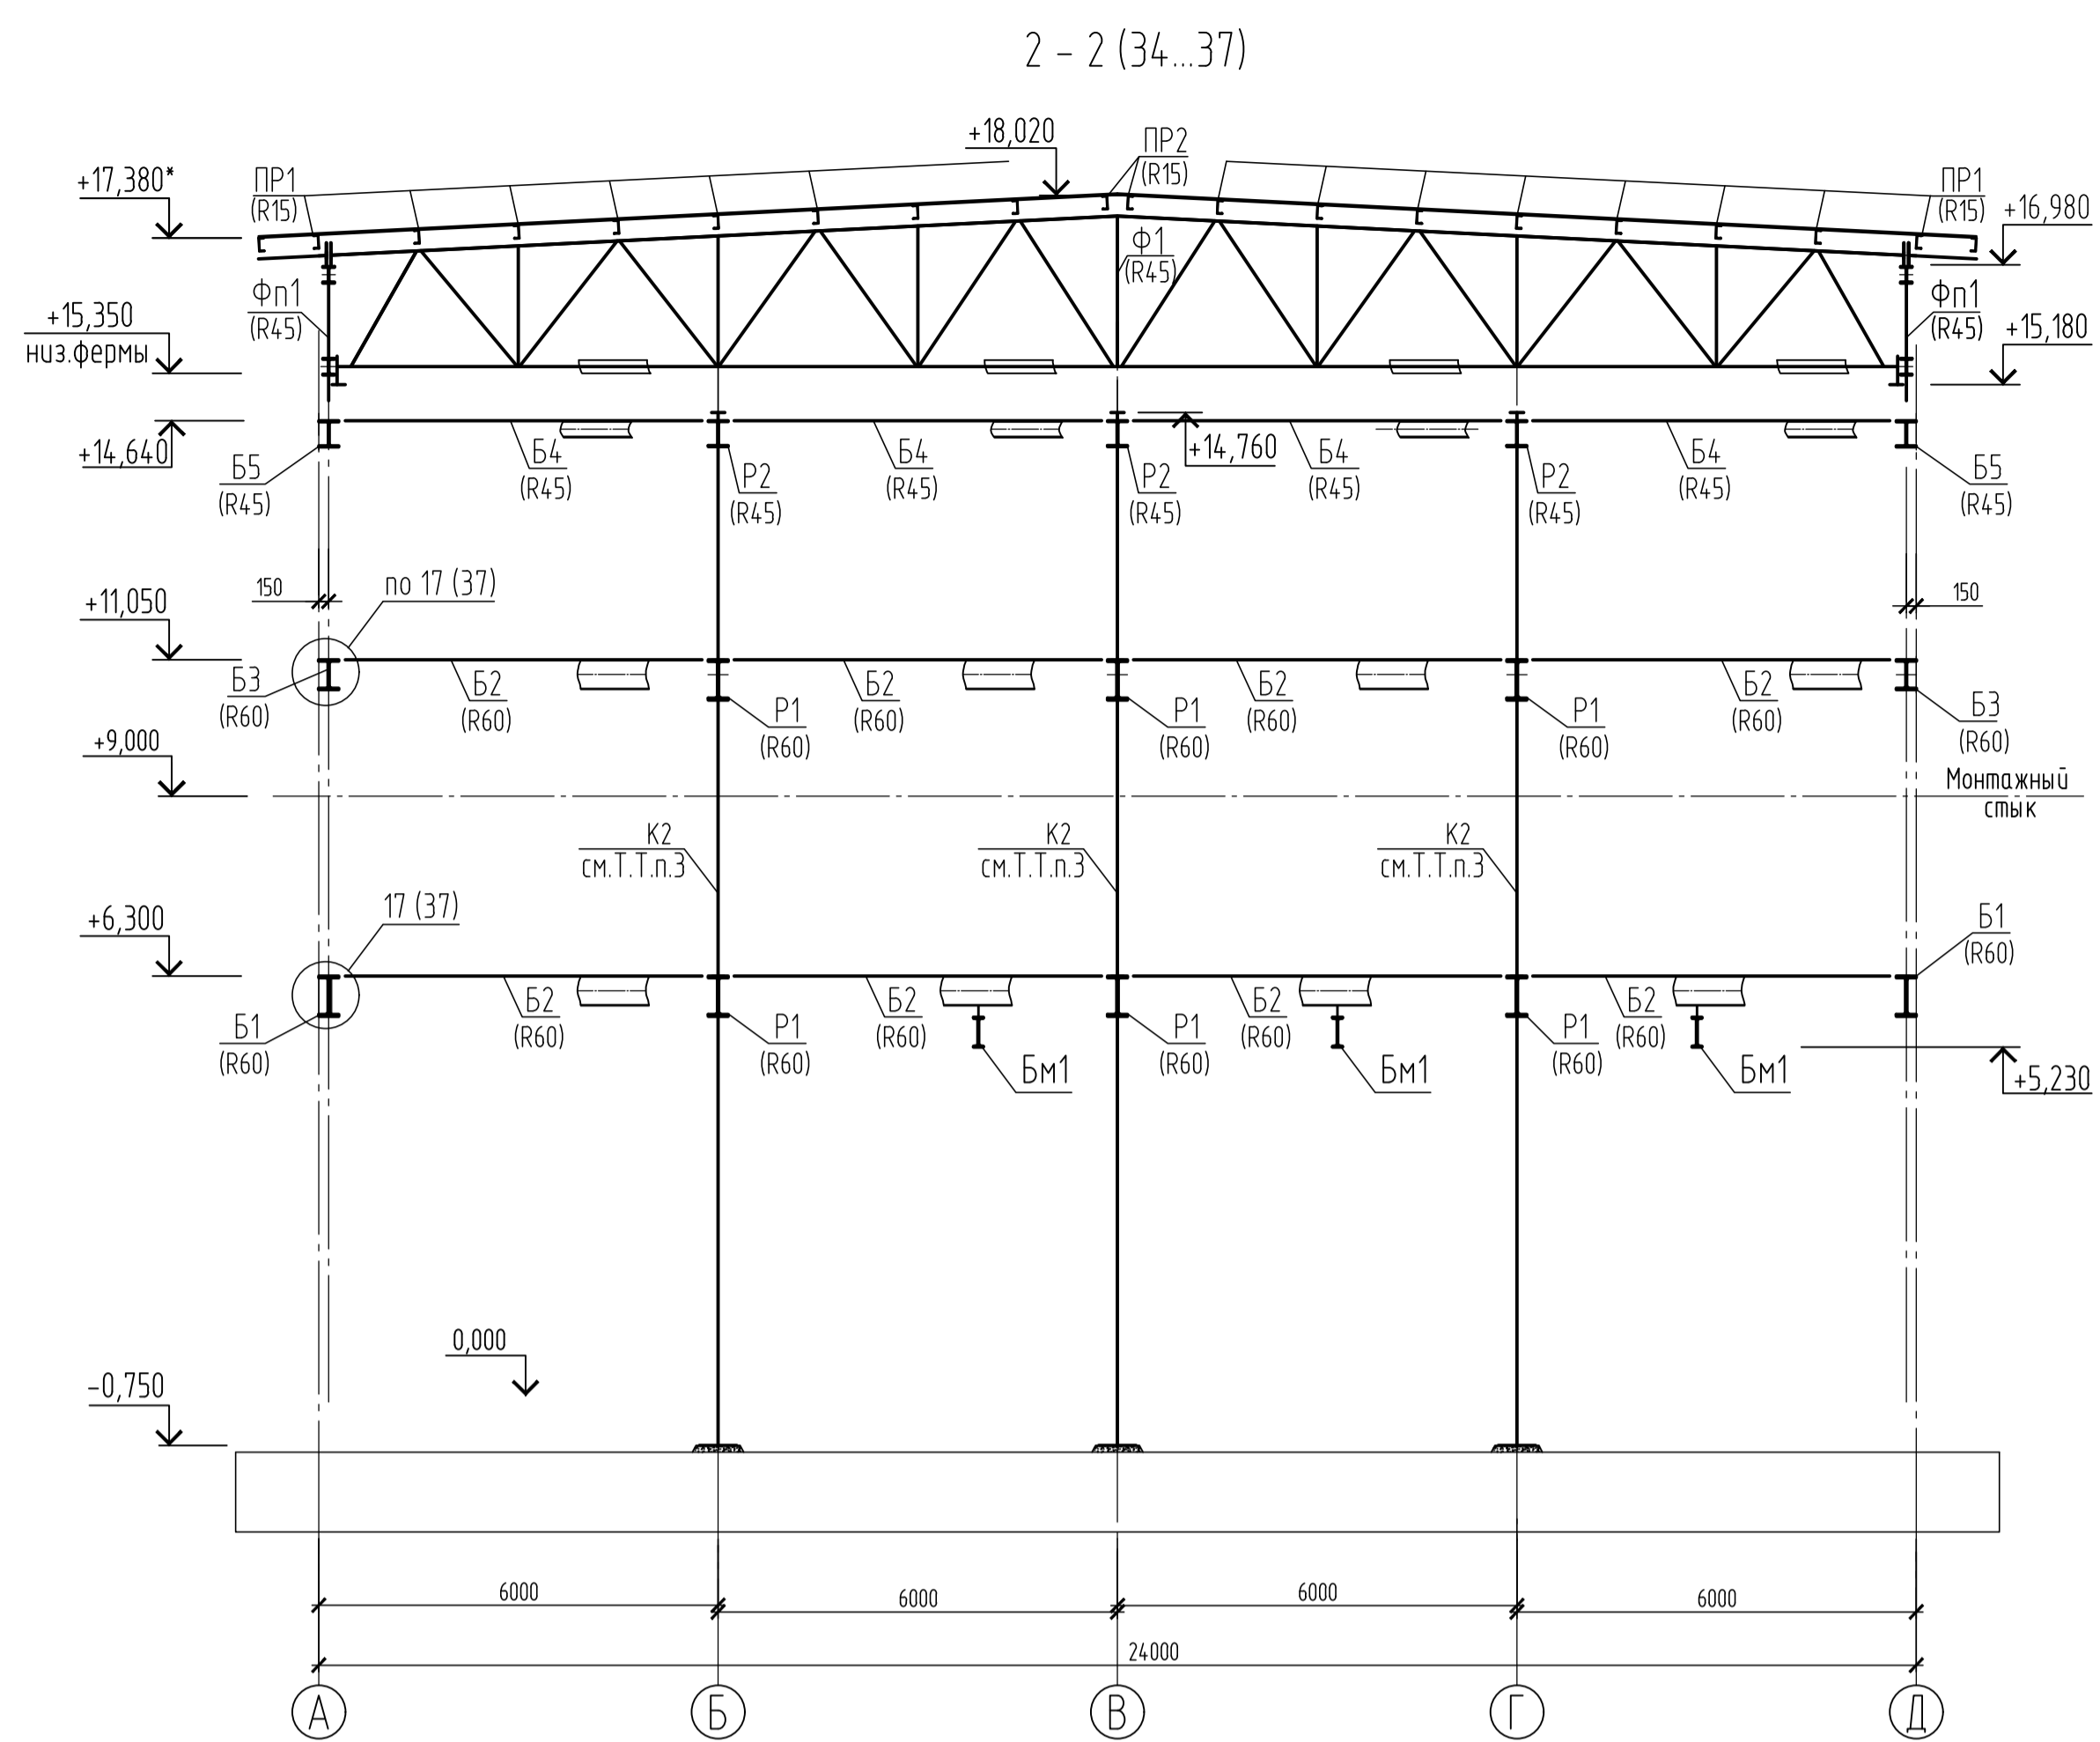 2 - 2 (34...37)
+18,020
ПР2
(R15)
+17,380*
ПР1
(R15)
ПР1
(R15)
+16,980
Ф1
(R45)
Фп1
(R45)
Фп1
(R45)
+15,350
низ.фермы
+15,180
+14,640
Б5
(R45)
Б4
(R45)
Р2
(R45)
Б4
(R45)
Р2
(R45)
+14,760
Б4
(R45)
Р2
(R45)
Б4
(R45)
Б5
(R45)
150
по 17 (37)
150
+11,050
Б3
(R60)
Б2
(R60)
Р1
(R60)
Б2
(R60)
Р1
(R60)
Б2
(R60)
Р1
(R60)
Б2
(R60)
Б3
(R60)
+9,000
Монтажный
стык
К2
см.Т.Т.п.3
К2
см.Т.Т.п.3
К2
см.Т.Т.п.3
+6,300
17 (37)
Б1
(R60)
Б1
(R60)
Б2
(R60)
Р1
(R60)
Б2
(R60)
Бм1
Р1
(R60)
Б2
(R60)
Бм1
Р1
(R60)
Б2
(R60)
Бм1
+5,230
0,000
-0,750
6000
6000
6000
6000
24000
А
Б
В
Г
Д